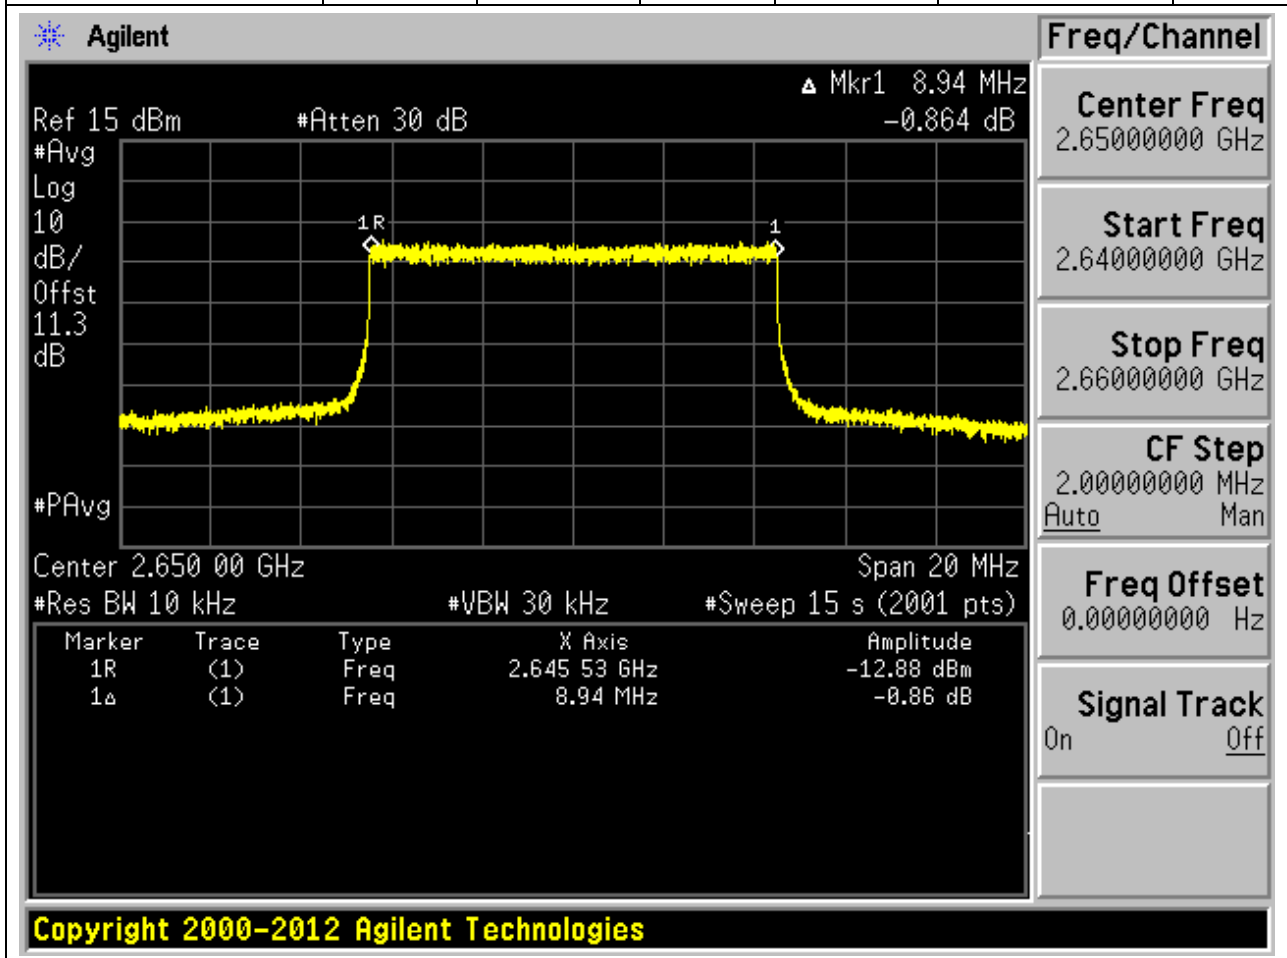 Agilent
Freq/Channel
Δ Mkr1 8.94 MHz
Ref 15 dBm #Atten 30 dB -0.864 dB
#Avg
Log
10
dB/
Offst
11.3
dB
1R
1
#PAvg
Center 2.650 00 GHz Span 20 MHz
#Res BW 10 kHz #VBW 30 kHz #Sweep 15 s (2001 pts)
Marker Trace Type X Axis Amplitude
1R (1) Freq 2.645 53 GHz -12.88 dBm
1Δ (1) Freq 8.94 MHz -0.86 dB
Center Freq
2.65000000 GHz
Start Freq
2.64000000 GHz
Stop Freq
2.66000000 GHz
CF Step
2.00000000 MHz
Auto Man
Freq Offset
0.00000000 Hz
Signal Track
On Off
Copyright 2000-2012 Agilent Technologies